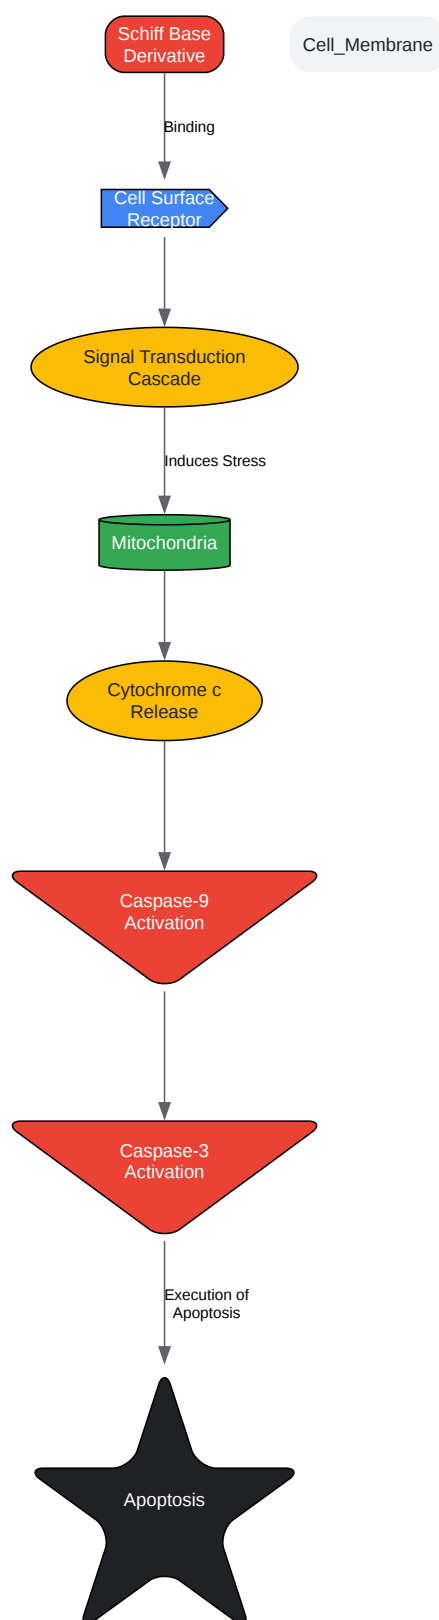 Schiff Base
Derivative
Cell_Membrane
Binding
Cell Surface
Receptor
Signal Transduction
Cascade
Induces Stress
Mitochondria
Cytochrome c
Release
Caspase-9
Activation
Caspase-3
Activation
Execution of
Apoptosis
Apoptosis